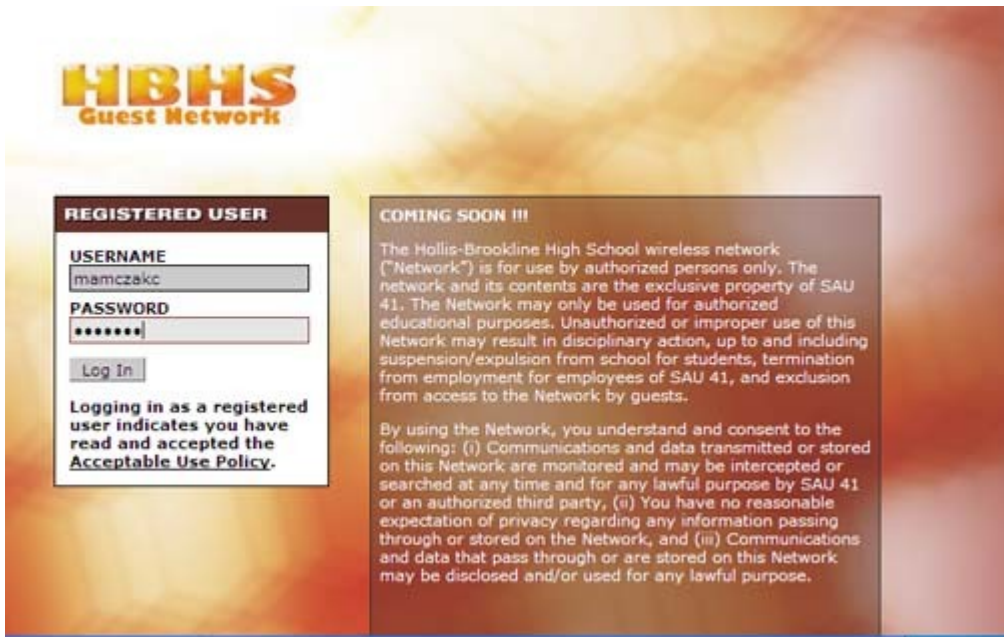 HBHS
Guest Network
REGISTERED USER
USERNAME
mamczakc
PASSWORD
•••••••
Log In
Logging in as a registered
user indicates you have
read and accepted the
Acceptable Use Policy.
COMING SOON !!!
The Hollis-Brookline High School wireless network
("Network") is for use by authorized persons only. The
network and its contents are the exclusive property of SAU
41. The Network may only be used for authorized
educational purposes. Unauthorized or improper use of this
Network may result in disciplinary action, up to and including
suspension/expulsion from school for students, termination
from employment for employees of SAU 41, and exclusion
from access to the Network by guests.
By using the Network, you understand and consent to the
following: (i) Communications and data transmitted or stored
on this Network are monitored and may be intercepted or
searched at any time and for any lawful purpose by SAU 41
or an authorized third party, (ii) You have no reasonable
expectation of privacy regarding any information passing
through or stored on the Network, and (iii) Communications
and data that pass through or are stored on this Network
may be disclosed and/or used for any lawful purpose.